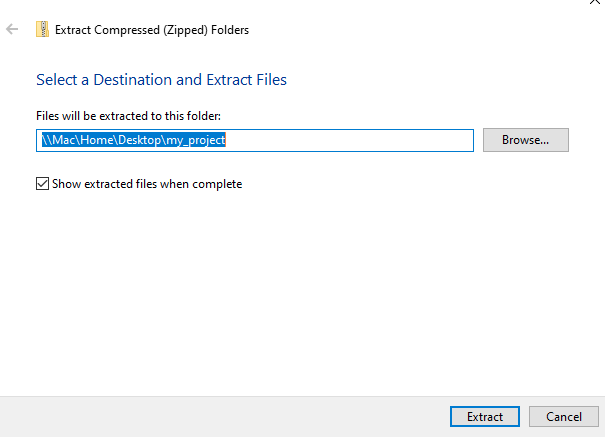 Extract Compressed (Zipped) Folders
Select a Destination and Extract Files
Files will be extracted to this folder:
\\Mac\Home\Desktop\my_project
Browse...
Show extracted files when complete
Extract
Cancel